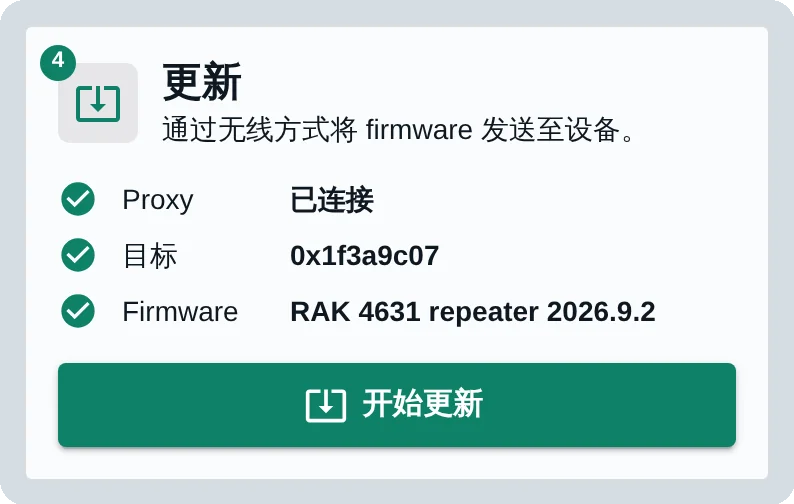 4
更新
通过无线方式将 firmware 发送至设备。
Proxy 已连接
目标 0x1f3a9c07
Firmware RAK 4631 repeater 2026.9.2
开始更新